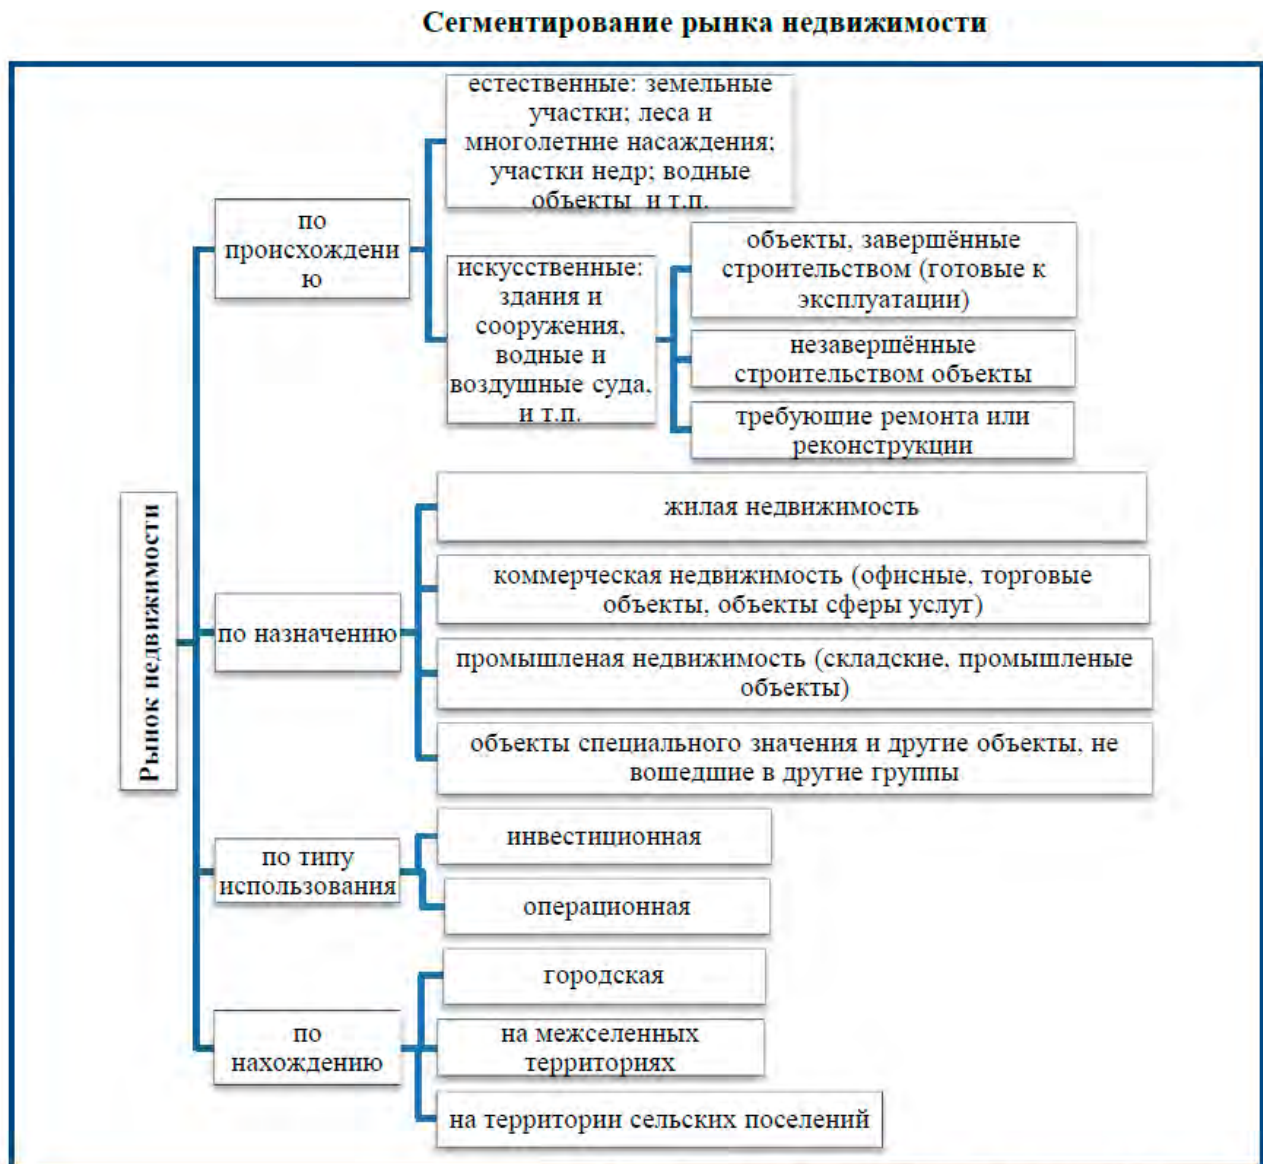 Сегментирование рынка недвижимости
естественные: земельные
участки; леса и
многолетние насаждения;
участки недр; водные
объекты и т.п.
по
происхождени
ю
искусственные:
здания и
сооружения,
водные и
воздушные суда,
и т.п.
объекты, завершённые
строительством (готовые к
эксплуатации)
незавершённые
строительством объекты
требующие ремонта или
реконструкции
Рынок недвижимости
по назначению
жилая недвижимость
коммерческая недвижимость (офисные, торговые
объекты, объекты сферы услуг)
промышленая недвижимость (складские, промышленые
объекты)
объекты специального значения и другие объекты, не
вошедшие в другие группы
по типу
использования
инвестиционная
операционная
по
нахождению
городская
на межселенных
территориях
на территории сельских поселений